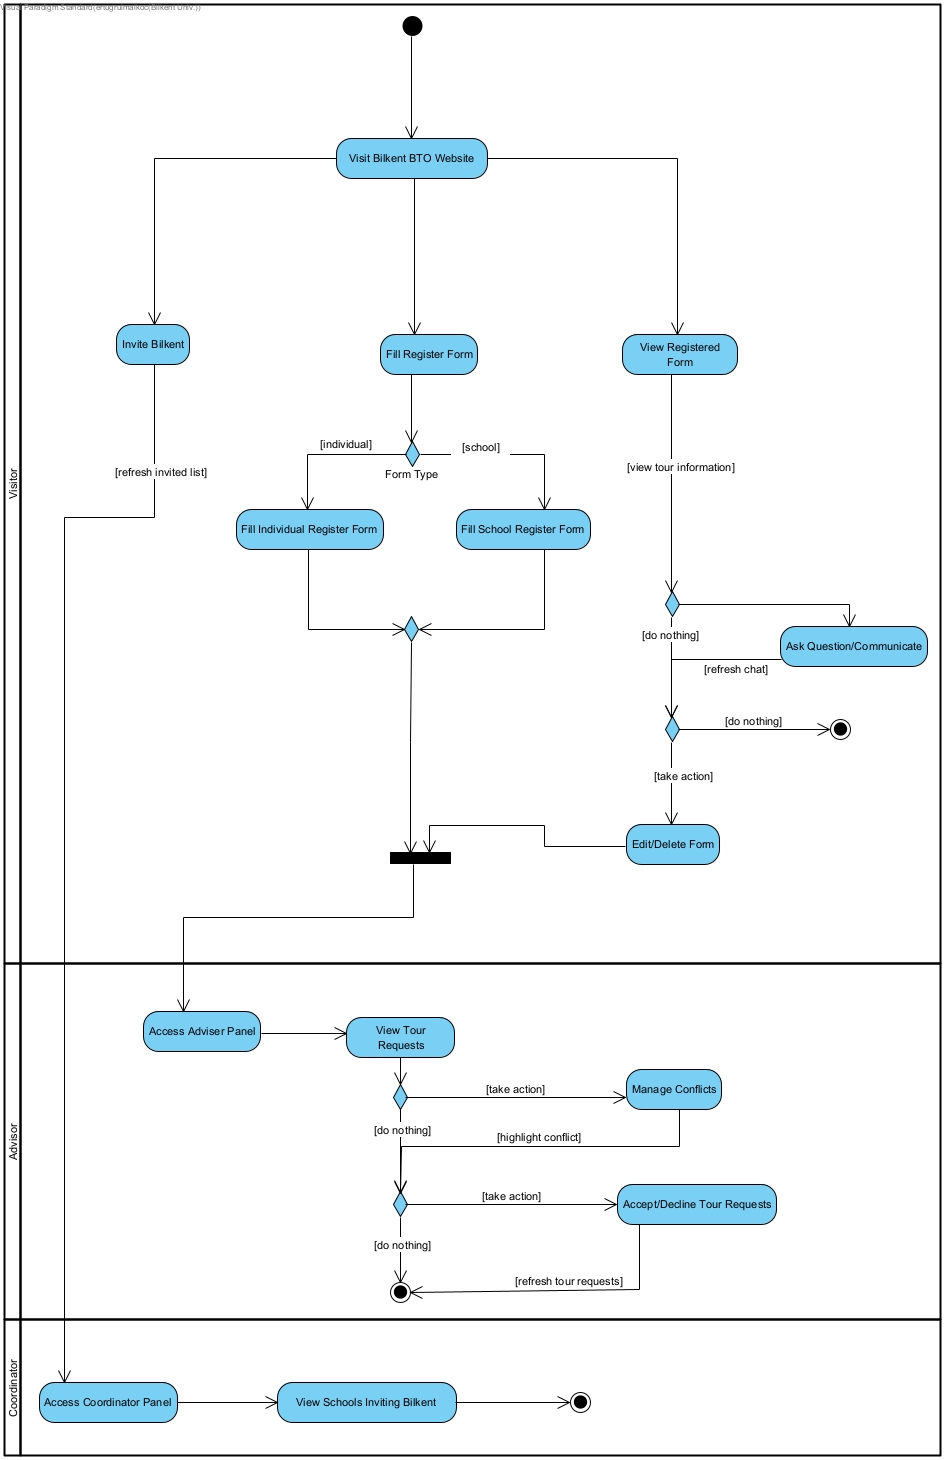 Visual Paradigm Standard(ertugrulmalkoc(Bilkent Univ.))
Visit Bilkent BTO Website
Invite Bilkent
Fill Register Form
View Registered
Form
[individual]
[school]
Form Type
[refresh invited list]
[view tour information]
Visitor
Fill Individual Register Form
Fill School Register Form
[do nothing]
Ask Question/Communicate
[refresh chat]
[do nothing]
[take action]
Edit/Delete Form
Access Adviser Panel
View Tour
Requests
[take action]
Manage Conflicts
[do nothing]
[highlight conflict]
Advisor
[take action]
Accept/Decline Tour Requests
[do nothing]
[refresh tour requests]
Coordinator
Access Coordinator Panel
View Schools Inviting Bilkent